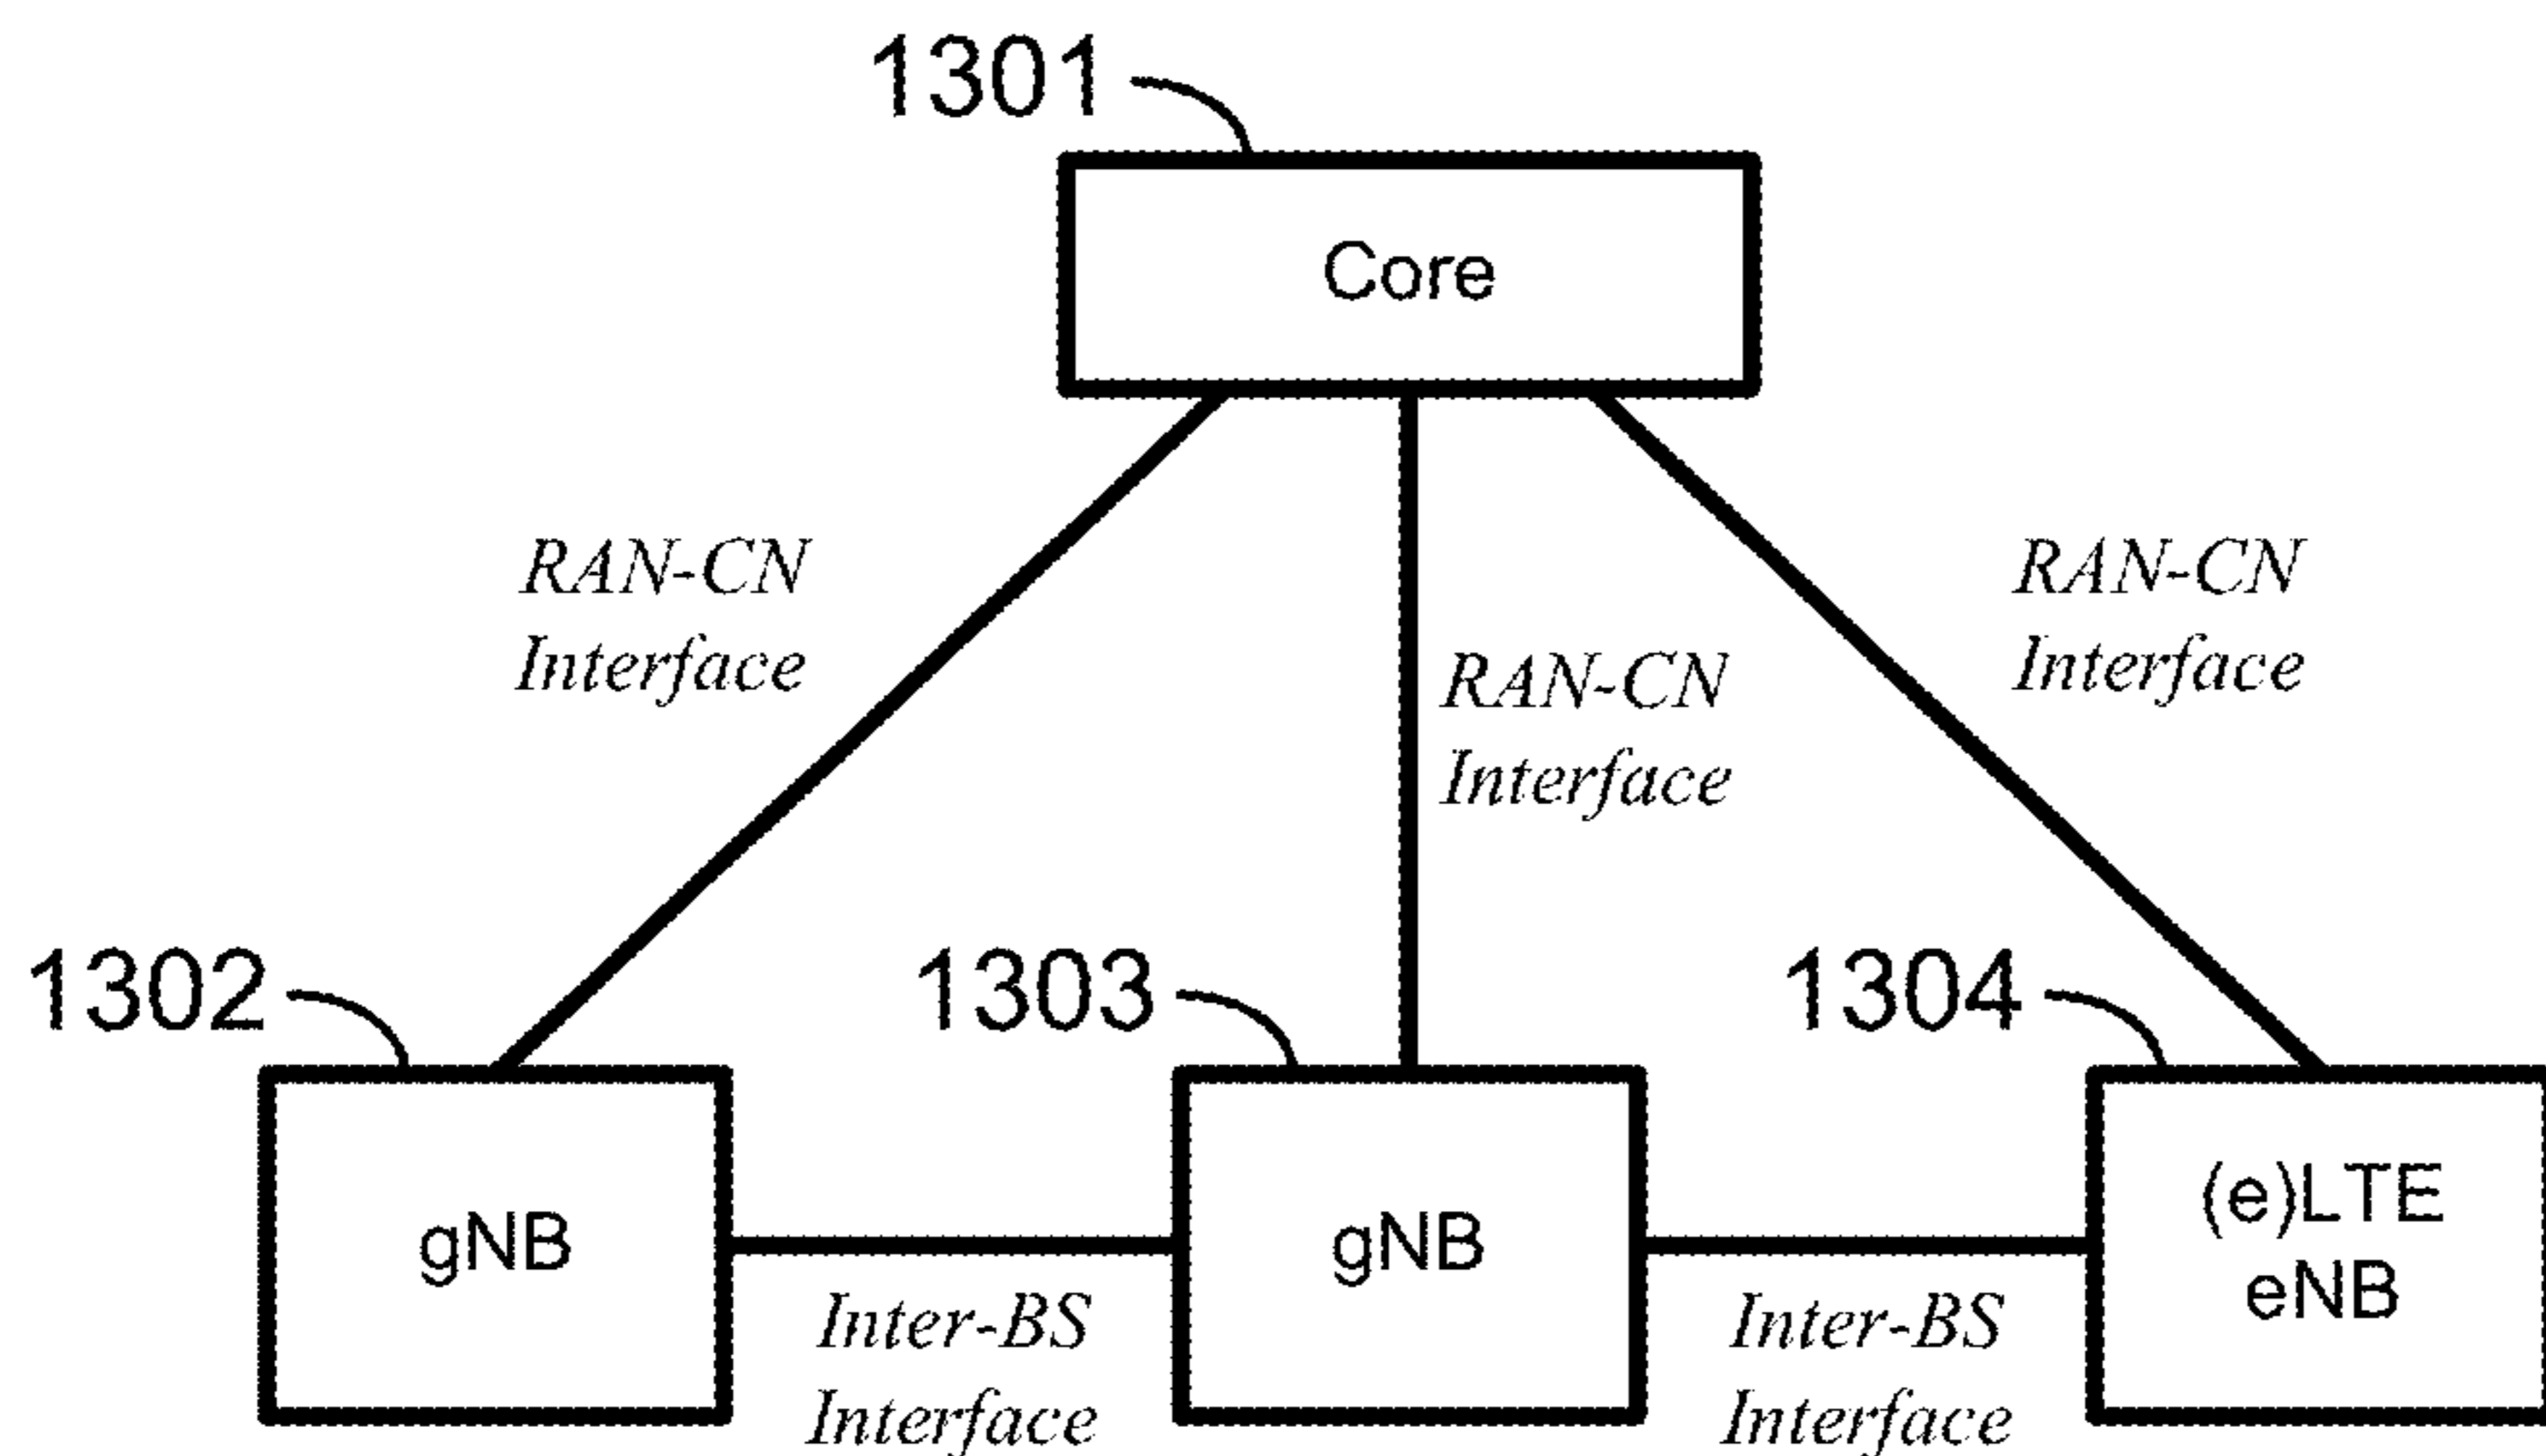 1301
Core
RAN-CN
Interface
RAN-CN
Interface
RAN-CN
Interface
1302
1303
1304
gNB
gNB
(e)LTE
eNB
Inter-BS
Interface
Inter-BS
Interface